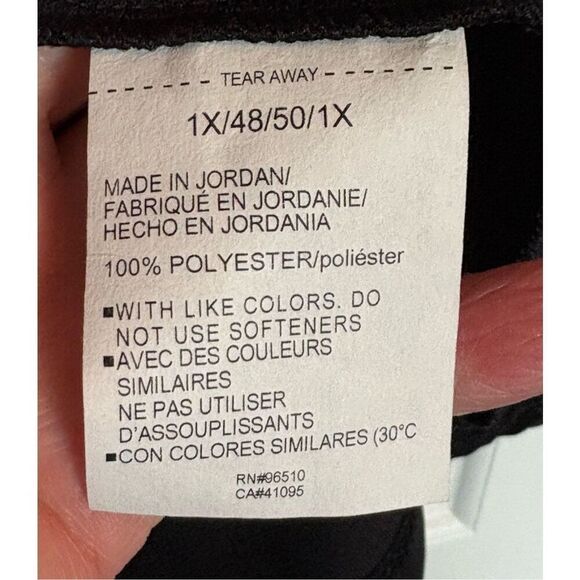 TEAR AWAY
1X/48/50/1X
MADE IN JORDAN/
FABRIQUÉ EN JORDANIE/
HECHO EN JORDANIA
100% POLYESTER/poliéster
■WITH LIKE COLORS. DO
NOT USE SOFTENERS
■AVEC DES COULEURS
SIMILAIRES
NE PAS UTILISER
D'ASSOUPLISSANTS
■CON COLORES SIMILARES (30°C
RN#96510
CA#41095